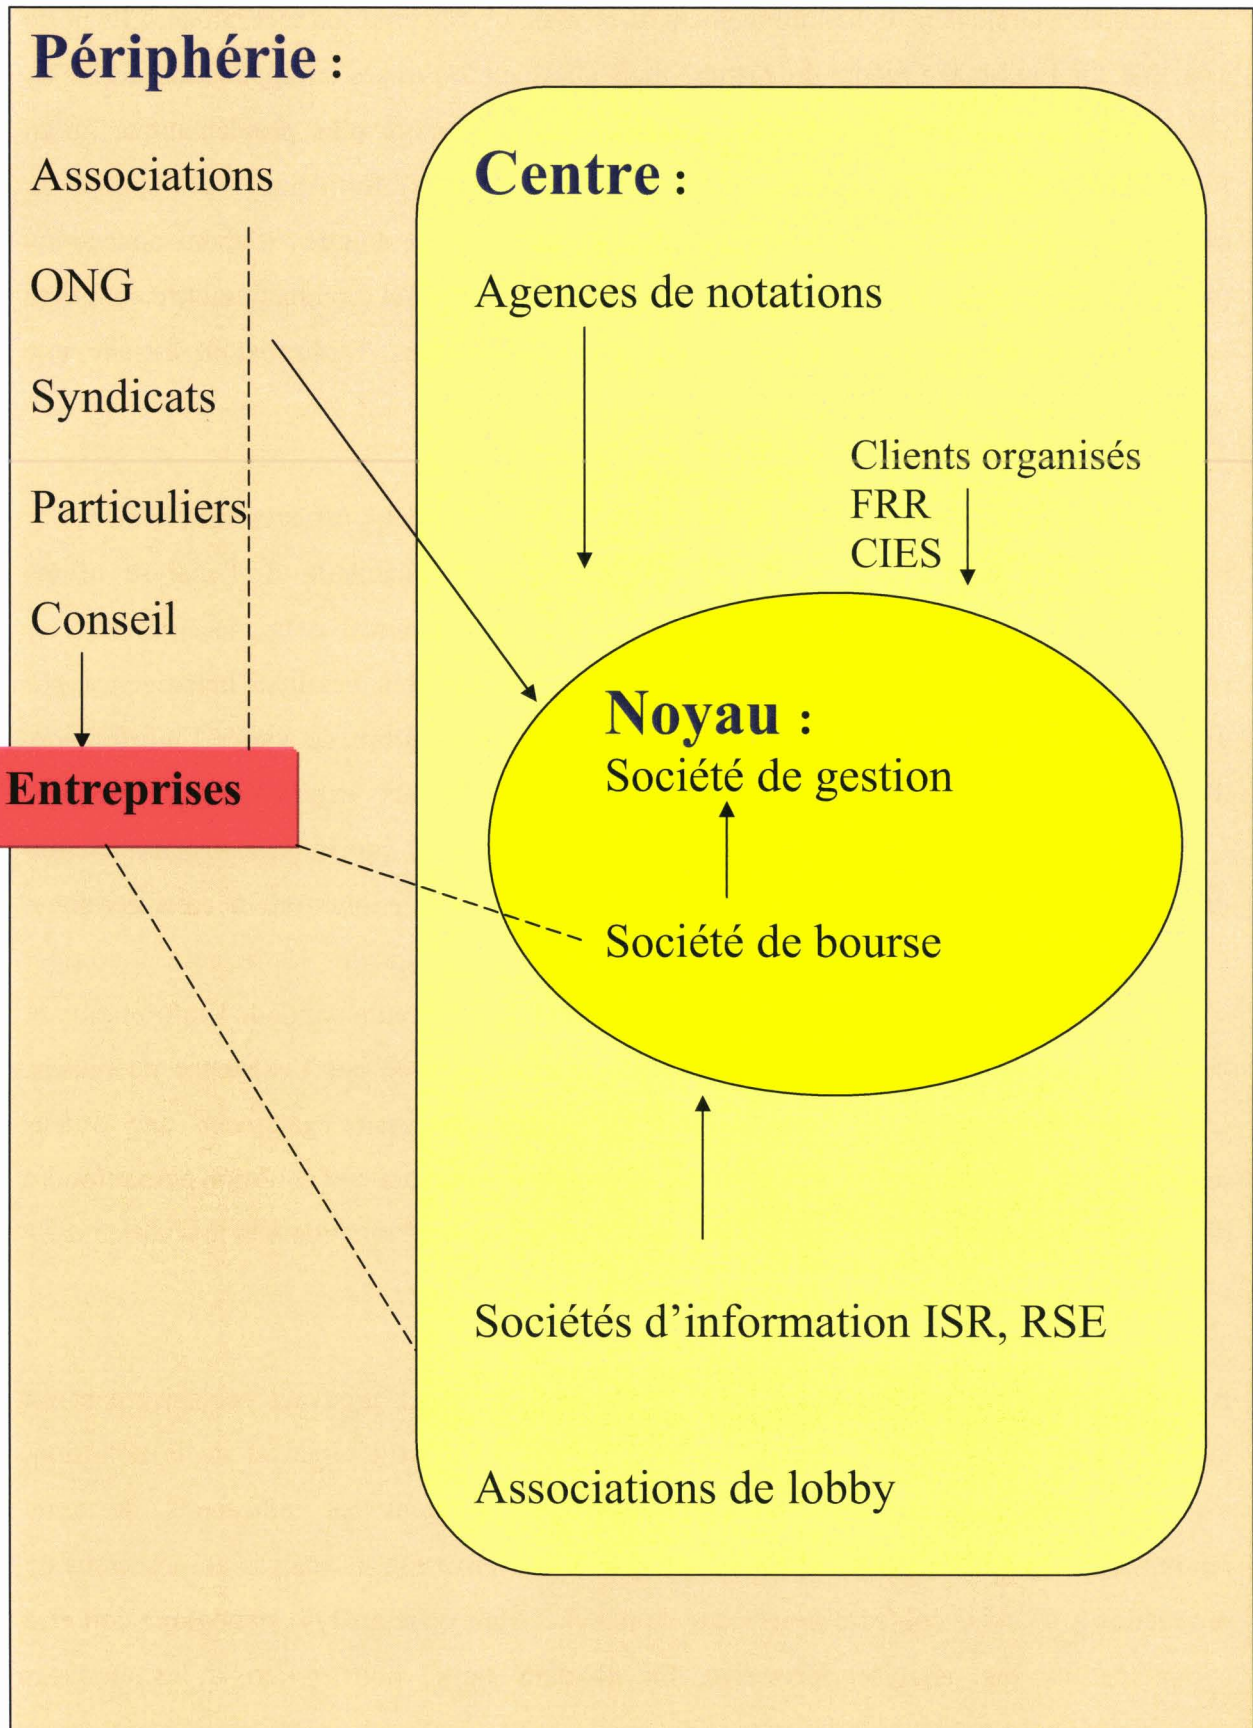 Périphérie :
Associations
ONG
Syndicats
Particuliers
Conseil
Entreprises
Centre :
Agences de notations
Clients organisés
FRR
CIES
Noyau :
Société de gestion
Société de bourse
Sociétés d’information ISR, RSE
Associations de lobby